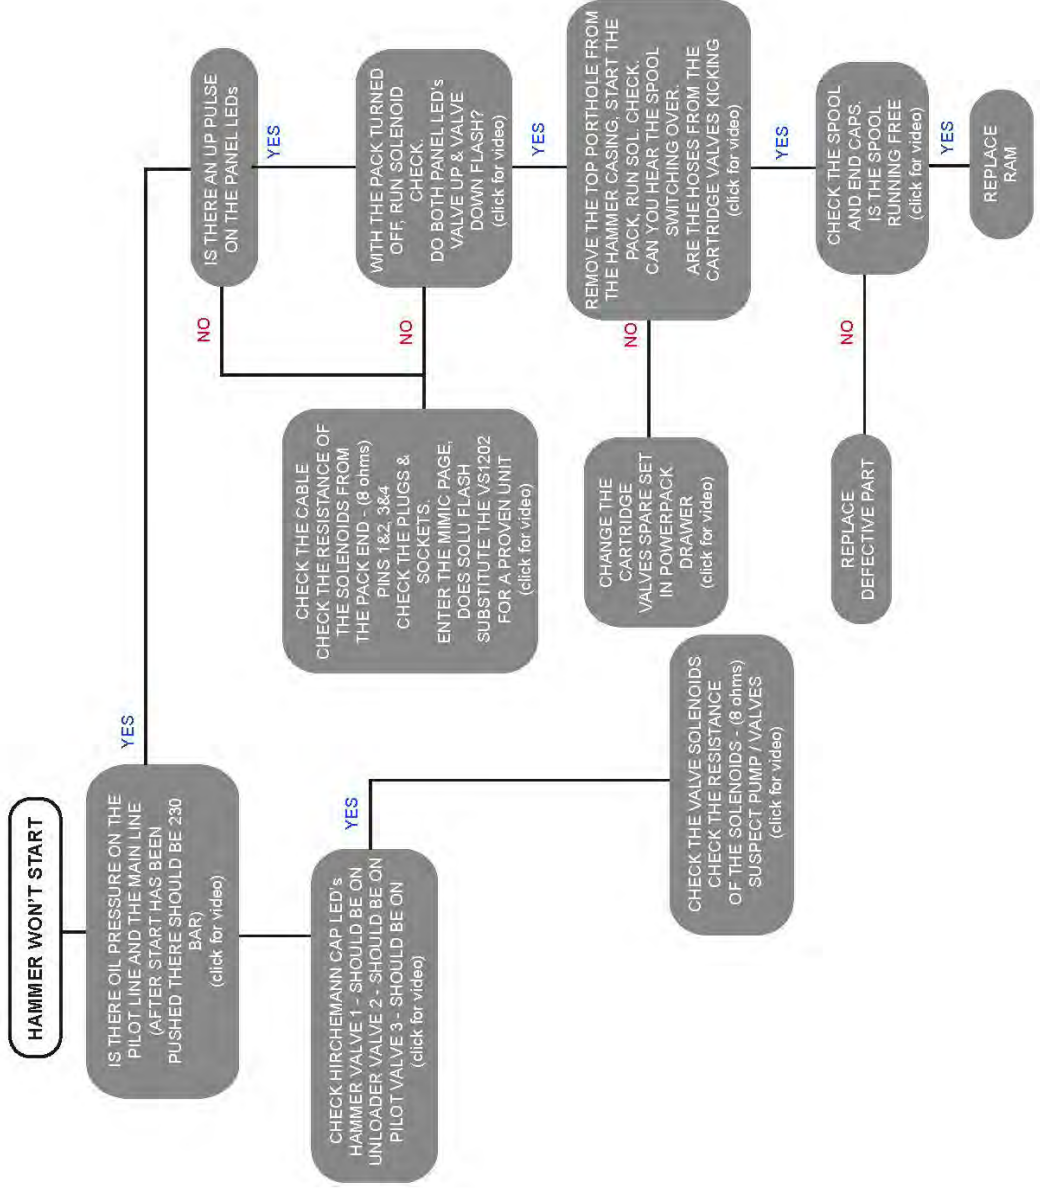 HAMMER WON'T START
IS THERE OIL PRESSURE ON THE
PILOT LINE AND THE MAIN LINE
(AFTER START HAS BEEN
PUSHED THERE SHOULD BE 230
BAR)
(click for video)
YES
IS THERE AN UP PULSE
ON THE PANEL LEDs
YES
NO
WITH THE PACK TURNED
OFF, RUN SOLENOID
CHECK.
DO BOTH PANEL LED's
VALVE UP & VALVE
DOWN FLASH?
(click for video)
YES
NO
CHECK THE CABLE
CHECK THE RESISTANCE OF
THE SOLENOIDS FROM
THE PACK END - (8 ohms)
PINS 1&2, 3&4
CHECK THE PLUGS &
SOCKETS.
ENTER THE MIMIC PAGE,
DOES SOLU FLASH
SUBSTITUTE THE VS1202
FOR A PROVEN UNIT
(click for video)
REMOVE THE TOP PORTHOLE FROM
THE HAMMER CASING, START THE
PACK, RUN SOL. CHECK.
CAN YOU HEAR THE SPOOL
SWITCHING OVER.
ARE THE HOSES FROM THE
CARTRIDGE VALVES KICKING
(click for video)
YES
NO
CHANGE THE
CARTRIDGE
VALVES SPARE SET
IN POWERPACK
DRAWER
(click for video)
CHECK THE SPOOL
AND END CAPS.
IS THE SPOOL
RUNNING FREE
(click for video)
YES
NO
REPLACE
DEFECTIVE PART
REPLACE
RAM
CHECK HIRCHEMANN CAP LED's
HAMMER VALVE 1 - SHOULD BE ON
UNLOADER VALVE 2 - SHOULD BE ON
PILOT VALVE 3 - SHOULD BE ON
(click for video)
YES
CHECK THE VALVE SOLENOIDS
CHECK THE RESISTANCE
OF THE SOLENOIDS - (8 ohms)
SUSPECT PUMP / VALVES
(click for video)